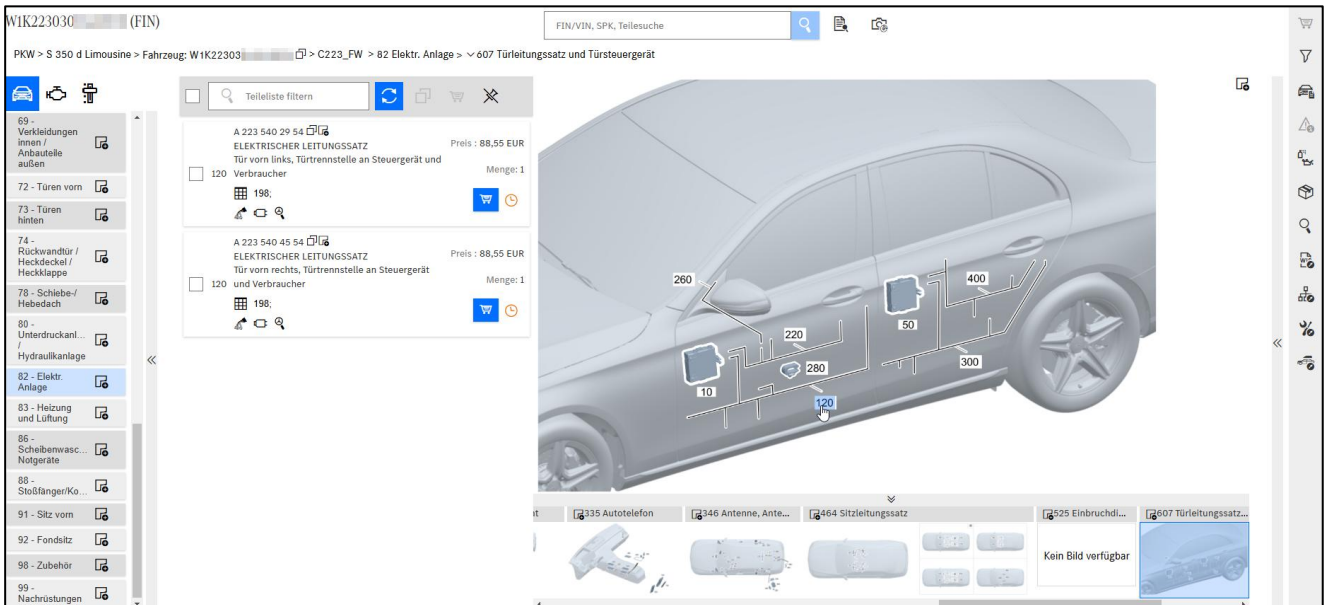 W1K223030 (FIN)
FIN/VIN, SPK, Teilesuche
PKW > S 350 d Limousine > Fahrzeug: W1K22303 > C223_FW > 82 Elektr. Anlage > 607 Türleitungssatz und Türsteuergerät
69 -
Verkleidungen
innen /
Anbauteile
außen
72 - Türen vorn
73 - Türen
hinten
74 -
Rückwandtür /
Heckdeckel /
Heckklappe
78 - Schiebe-/
Hebedach
80 -
Unterdruckanl...
/
Hydraulikanlage
82 - Elektr.
Anlage
83 - Heizung
und Lüftung
86 -
Scheibenwasc...
Notgeräte
88 -
Stoßfänger/Ko...
91 - Sitz vorn
92 - Fondsitz
98 - Zubehör
99 -
Nachrüstungen
Teileliste filtern
A 223 540 29 54
ELEKTRISCHER LEITUNGSSATZ
Preis : 88,55 EUR
Tür vorn links, Türtrennstelle an Steuergerät und
120 Verbraucher
Menge: 1
198;
A 223 540 45 54
ELEKTRISCHER LEITUNGSSATZ
Preis : 88,55 EUR
Tür vorn rechts, Türtrennstelle an Steuergerät
120 und Verbraucher
Menge: 1
198;
260
400
50
220
280
300
10
120
335 Autotelefon
346 Antenne, Ante...
464 Sitzleitungssatz
525 Einbruchdi...
607 Türleitungssatz...
Kein Bild verfügbar